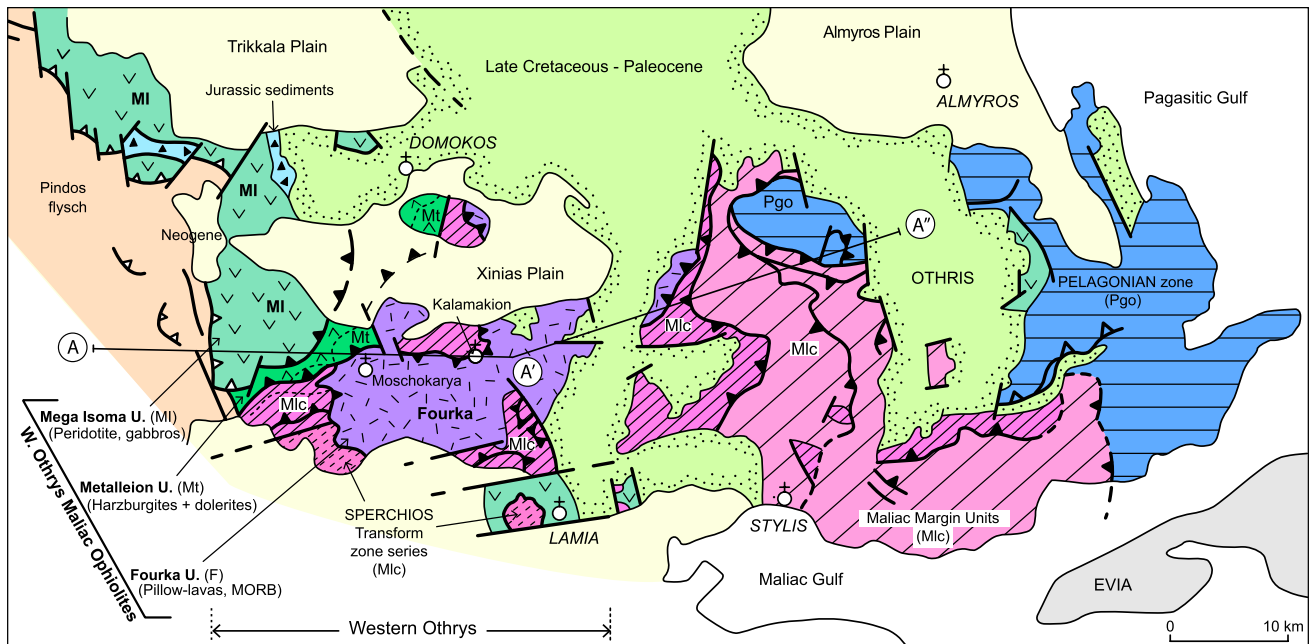 Almyros Plain
Trikkala Plain
Late Cretaceous - Paleocene
Jurassic sediments
ALMYROS
Pagasitic Gulf
MI
DOMOKOS
MI
Pindos
flysch
Pgo
Mt
Neogene
A″
Xinias Plain
OTHRIS
PELAGONIAN zone
(Pgo)
MI
Kalamakion
Mt
Mlc
A
Mlc
Moschokarya
A′
Mlc
Fourka
Mega Isoma U. (MI)
(Peridotite, gabbros)
Mlc
W Othrys Maliac Ophiolites
Metalleion U. (Mt)
(Harzburgites + dolerites)
SPERCHIOS
Transform
zone series
(Mlc)
LAMIA
STYLIS
Maliac Margin Units
(Mlc)
Fourka U. (F)
(Pillow-lavas, MORB)
Maliac Gulf
EVIA
Western Othrys
0 10 km